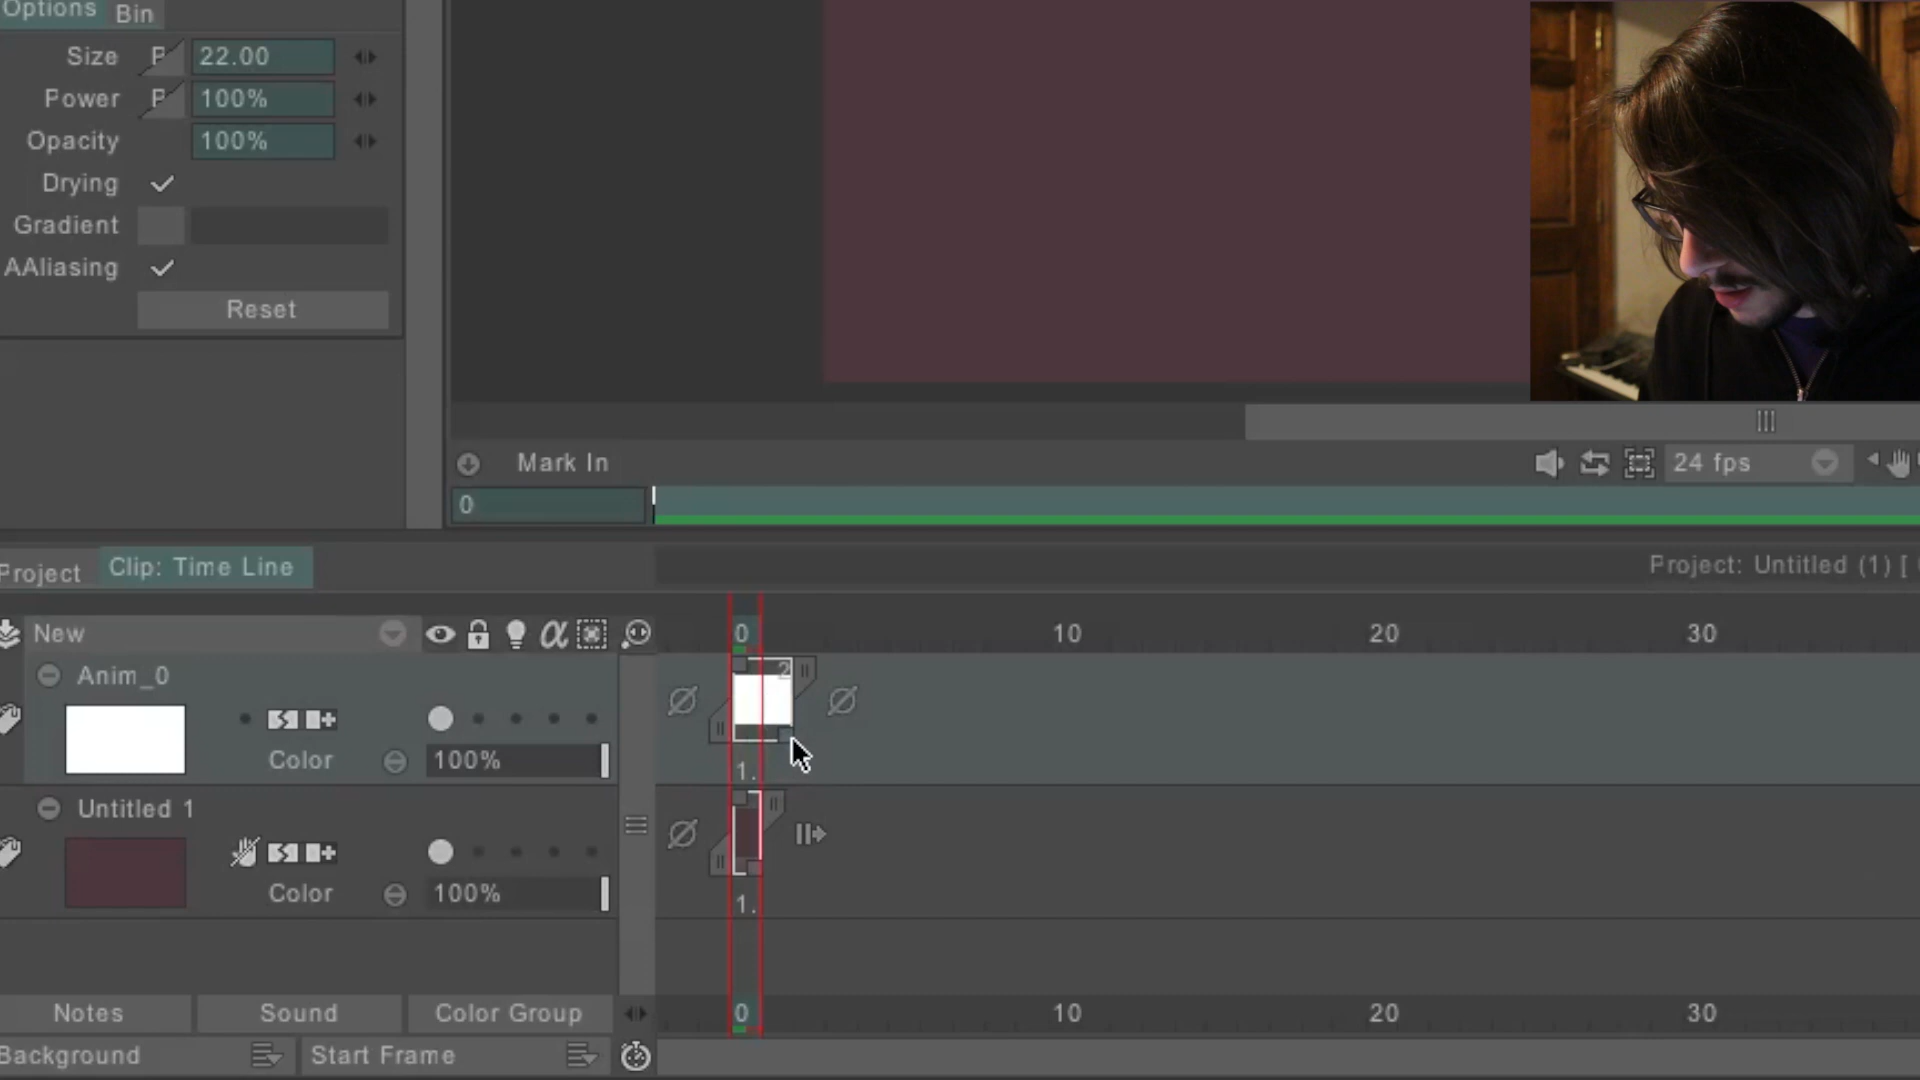 Options Bin
Size P 22.00
Power P 100%
Opacity 100%
Drying
Gradient
AAliasing
Reset
Mark In
24 fps
0
Project Clip: Time Line
Project: Untitled (1) [
New
0 10 20 30
Anim_0
2
Color 100%
1.
Untitled 1
Color 100%
1.
Notes Sound Color Group
0 10 20 30
Background Start Frame